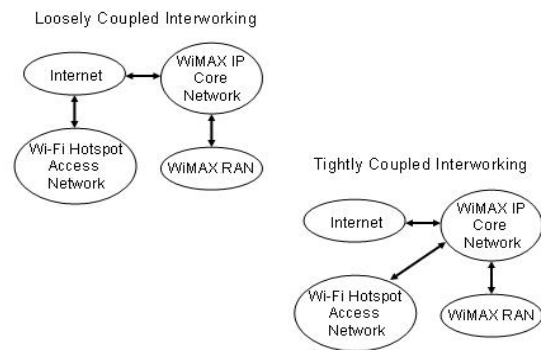 Loosely Coupled Interworking
Internet
WiMAX IP
Core
Network
Wi-Fi Hotspot
Access
Network
WiMAX RAN
Tightly Coupled Interworking
Internet
WiMAX IP
Core
Network
Wi-Fi Hotspot
Access
Network
WiMAX RAN